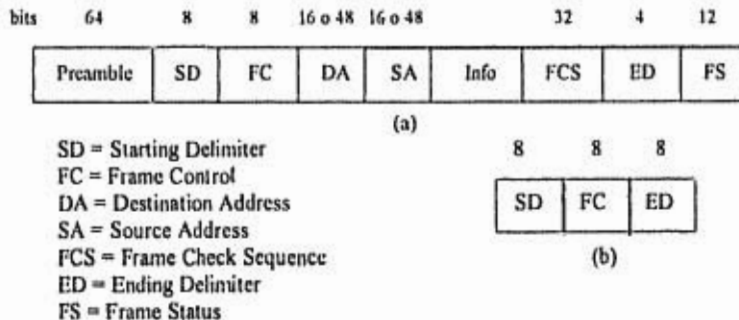 bits 64 8 8 16 o 48 16 o 48 32 4 12
Preamble SD FC DA SA Info FCS ED FS
(a)
SD = Starting Delimiter
FC = Frame Control
DA = Destination Address
SA = Source Address
FCS = Frame Check Sequence
ED = Ending Delimiter
FS = Frame Status
8 8 8
SD FC ED
(b)